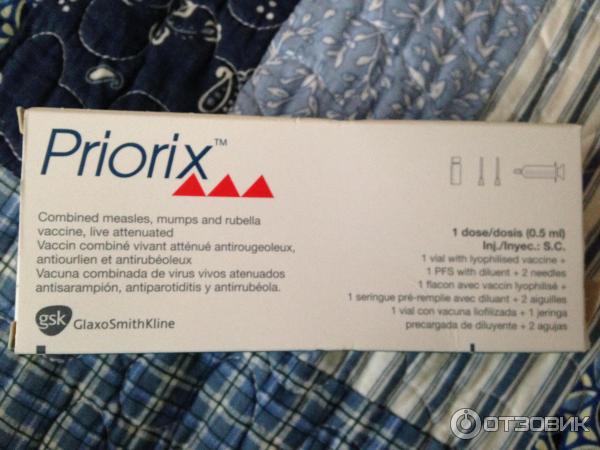 Priorix™
Combined measles, mumps and rubella
vaccine, live attenuated
Vaccin combiné vivant atténué antirougeoleux,
antiourlien et antirubéoleux
Vacuna combinada de virus vivos atenuados
antisarampión, antiparotiditis y antirrubéola.
gsk GlaxoSmithKline
1 dose/dosis (0.5 ml)
Inj./Inyec.: S.C.
1 vial with lyophilised vaccine +
1 PFS with diluent + 2 needles
1 flacon avec vaccin lyophilisé +
1 seringue pré-remplie avec diluant + 2 aiguilles
1 vial con vacuna liofilizada + 1 jeringa
precargada de diluyente + 2 agujas
ОТЗОВИК